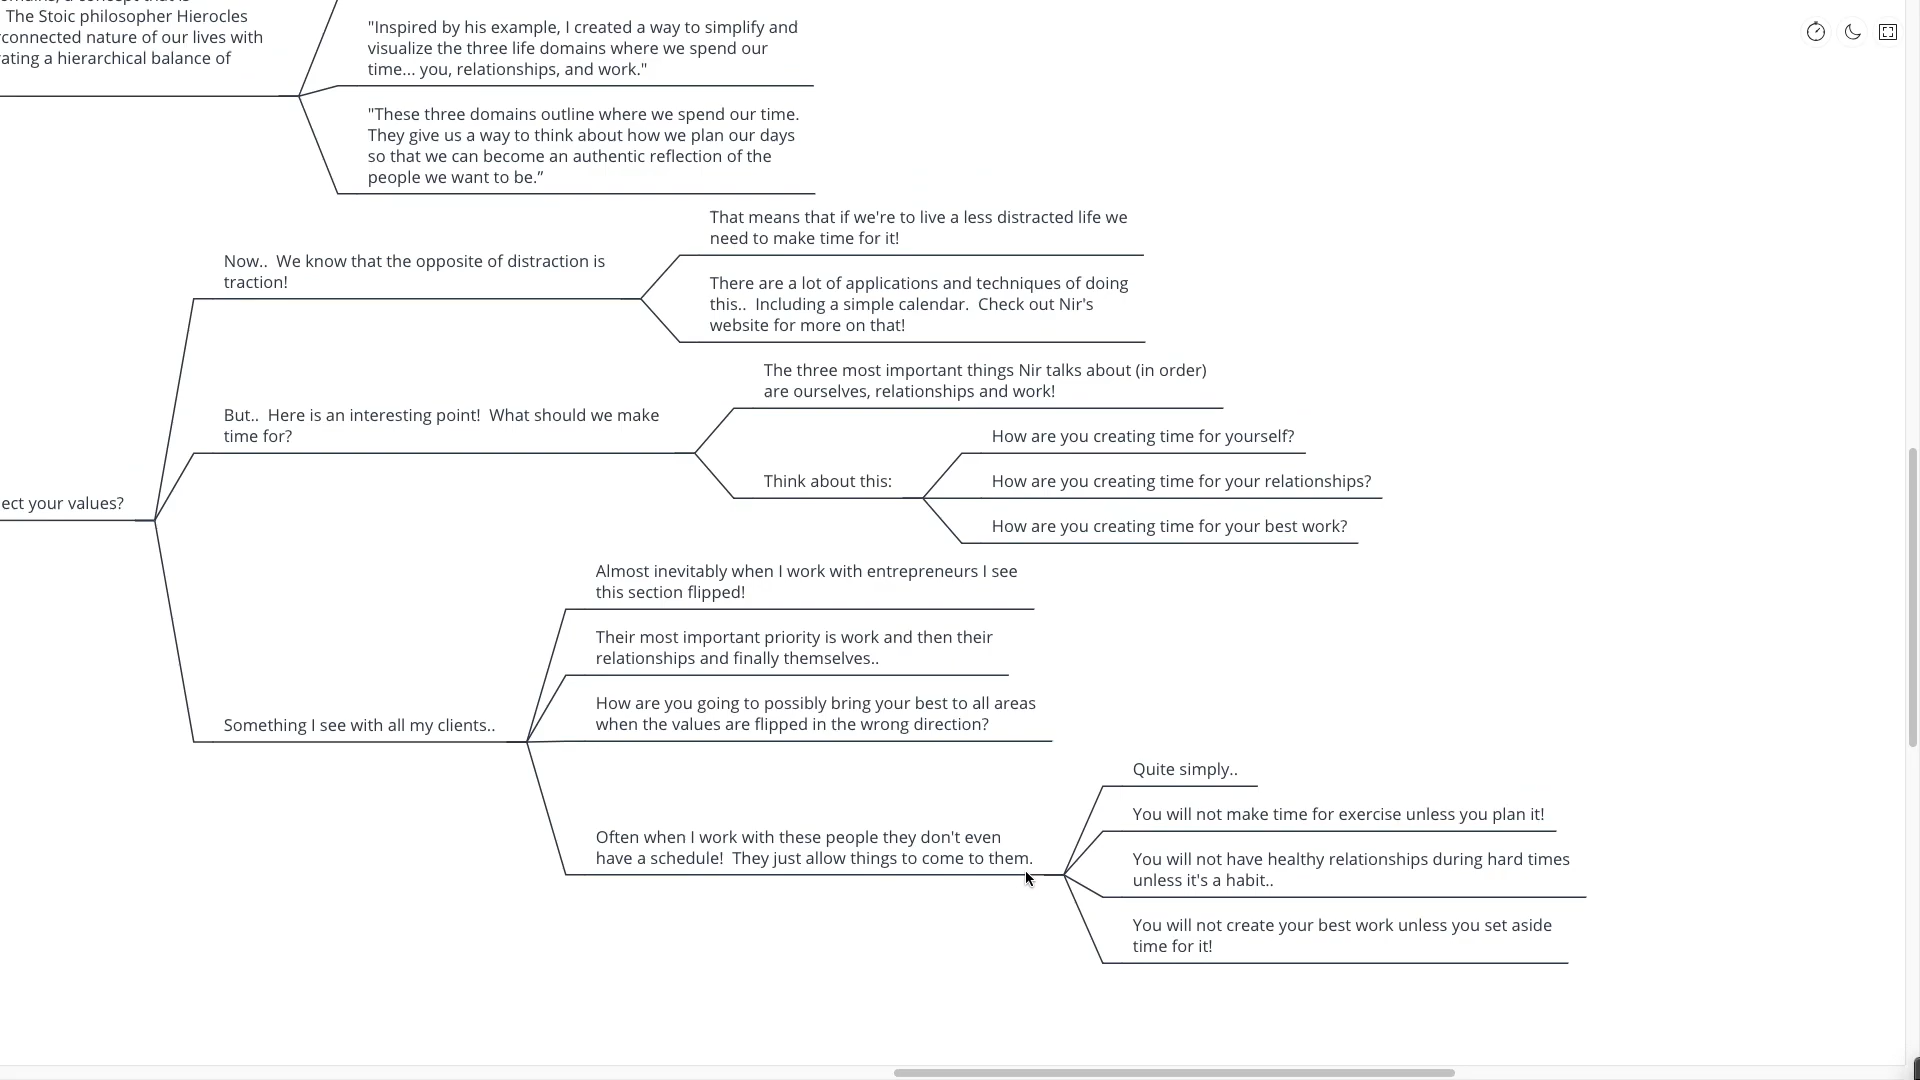 omains, a concept that is
The Stoic philosopher Hierocles
rconnected nature of our lives with
rating a hierarchical balance of
"Inspired by his example, I created a way to simplify and
visualize the three life domains where we spend our
time... you, relationships, and work."
"These three domains outline where we spend our time.
They give us a way to think about how we plan our days
so that we can become an authentic reflection of the
people we want to be.”
ect your values?
Now..  We know that the opposite of distraction is
traction!
That means that if we're to live a less distracted life we
need to make time for it!
There are a lot of applications and techniques of doing
this..  Including a simple calendar.  Check out Nir's
website for more on that!
But..  Here is an interesting point!  What should we make
time for?
The three most important things Nir talks about (in order)
are ourselves, relationships and work!
Think about this:
How are you creating time for yourself?
How are you creating time for your relationships?
How are you creating time for your best work?
Something I see with all my clients..
Almost inevitably when I work with entrepreneurs I see
this section flipped!
Their most important priority is work and then their
relationships and finally themselves..
How are you going to possibly bring your best to all areas
when the values are flipped in the wrong direction?
Often when I work with these people they don't even
have a schedule!  They just allow things to come to them.
Quite simply..
You will not make time for exercise unless you plan it!
You will not have healthy relationships during hard times
unless it's a habit..
You will not create your best work unless you set aside
time for it!